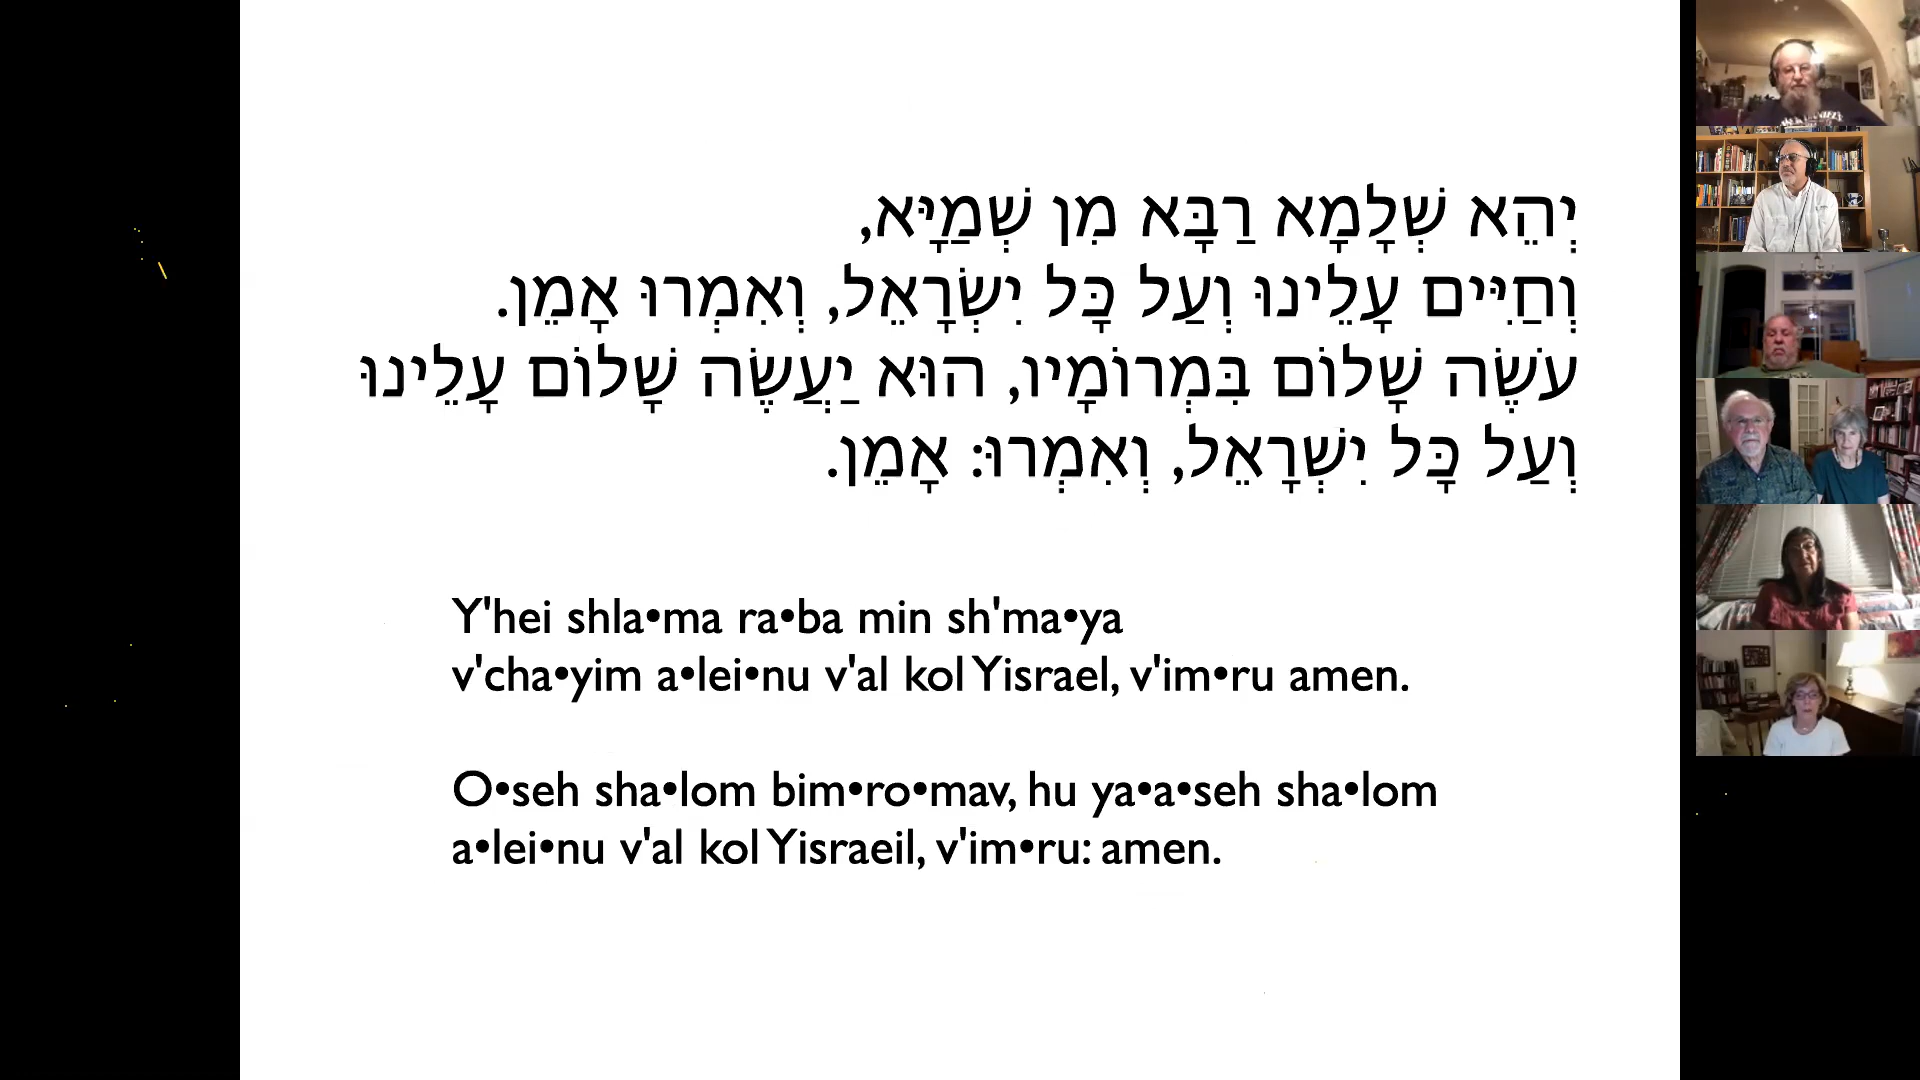 יְהֵא שְׁלָמָא רַבָּא מִן שְׁמַיָּא,
וְחַיִּים עָלֵינוּ וְעַל כָּל יִשְׂרָאֵל, וְאִמְרוּ אָמֵן.
עֹשֶׂה שָׁלוֹם בִּמְרוֹמָיו, הוּא יַעֲשֶׂה שָׁלוֹם עָלֵינוּ
וְעַל כָּל יִשְׂרָאֵל, וְאִמְרוּ: אָמֵן.
Y'hei shla•ma ra•ba min sh'ma•ya
v'cha•yim a•lei•nu v'al kol Yisrael, v'im•ru amen.
O•seh sha•lom bim•ro•mav, hu ya•a•seh sha•lom
a•lei•nu v'al kol Yisraeil, v'im•ru: amen.